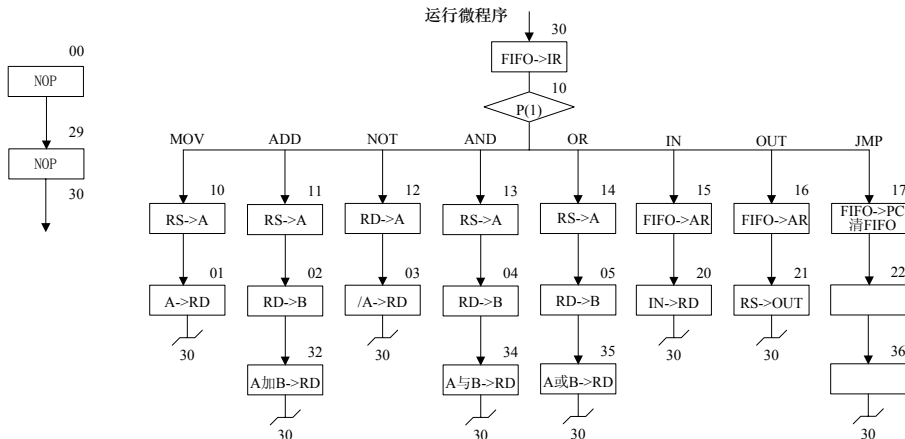 运行微程序
30
FIFO->IR
10
P(1)
00
NOP
29
NOP
30
MOV ADD NOT AND OR IN OUT JMP
10 11 12 13 14 15 16 17
RS->A RS->A RD->A RS->A RS->A FIFO->AR FIFO->AR FIFO->PC
清FIFO
01 02 03 04 05 20 21 22
A->RD RD->B /A->RD RD->B RD->B IN->RD RS->OUT
30 30 30 30
32 34 35 36
A加B->RD A与B->RD A或B->RD
30 30 30 30